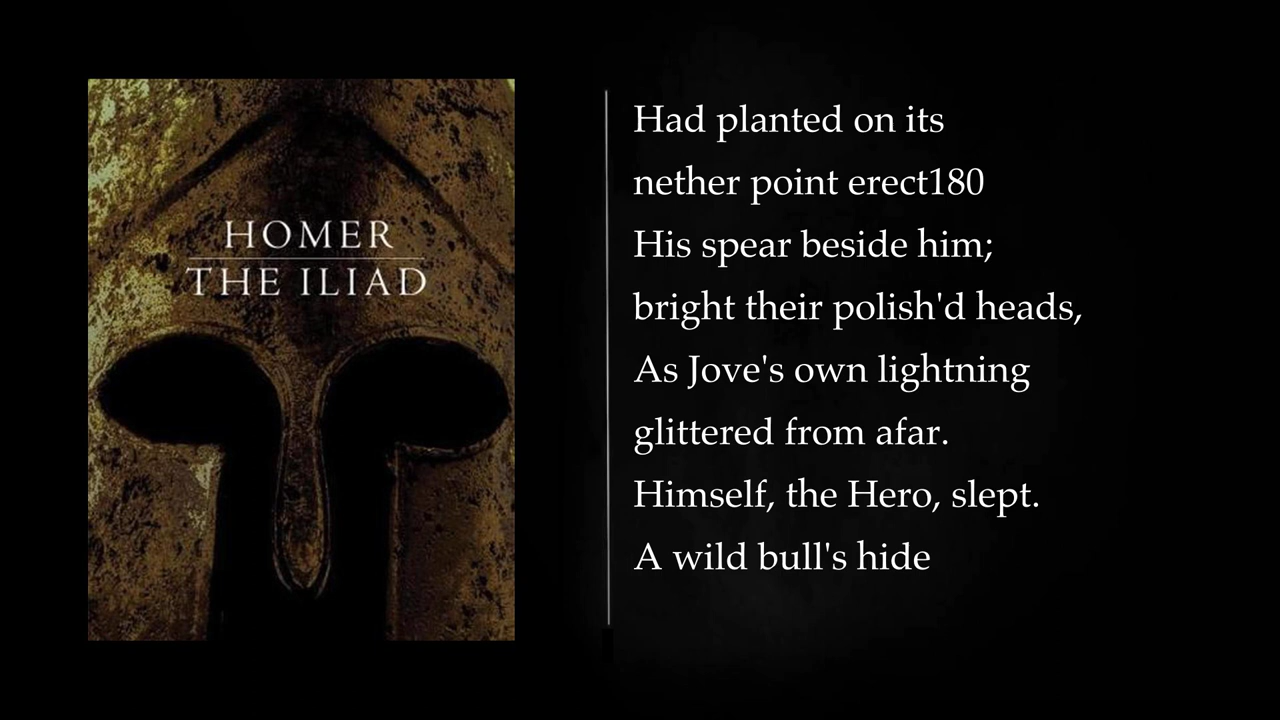 HOMER
THE ILIAD
Had planted on its
nether point erect180
His spear beside him;
bright their polish'd heads,
As Jove's own lightning
glittered from afar.
Himself, the Hero, slept.
A wild bull's hide